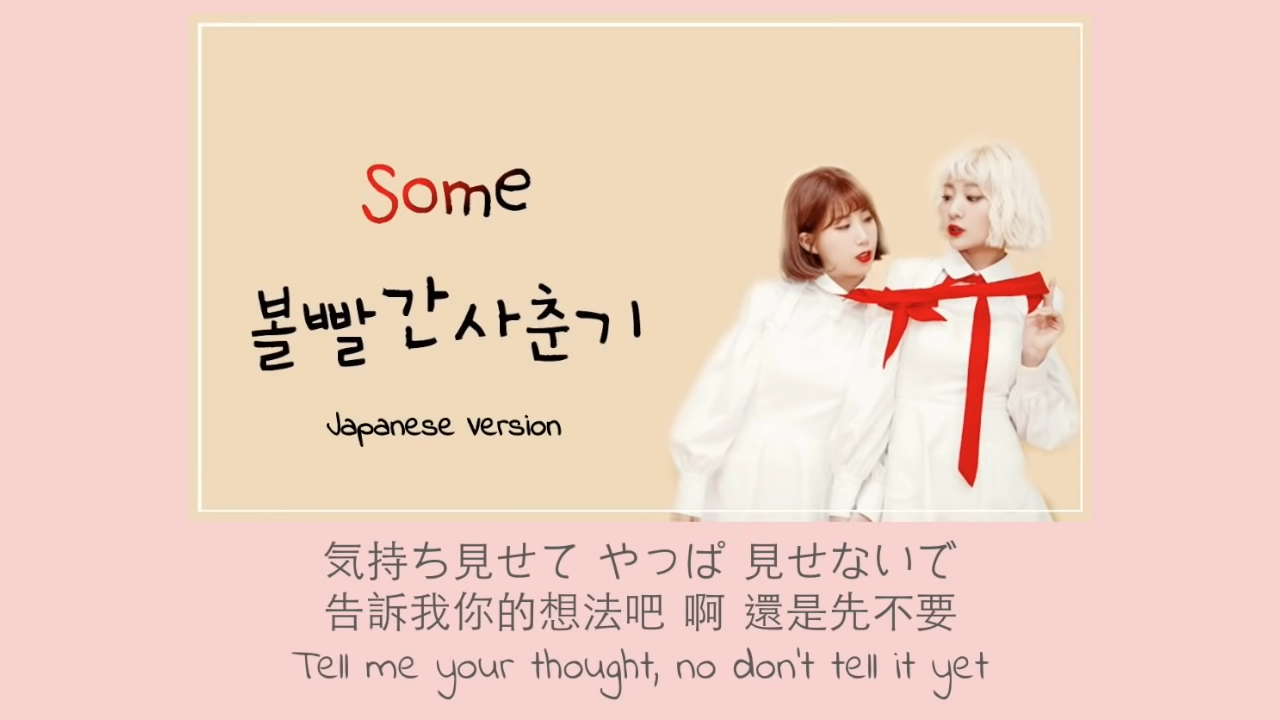 Some
볼빨간사춘기
Japanese version
気持ち見せて やっぱ 見せないで
告訴我你的想法吧 啊 還是先不要
Tell me your thought, no don't tell it yet